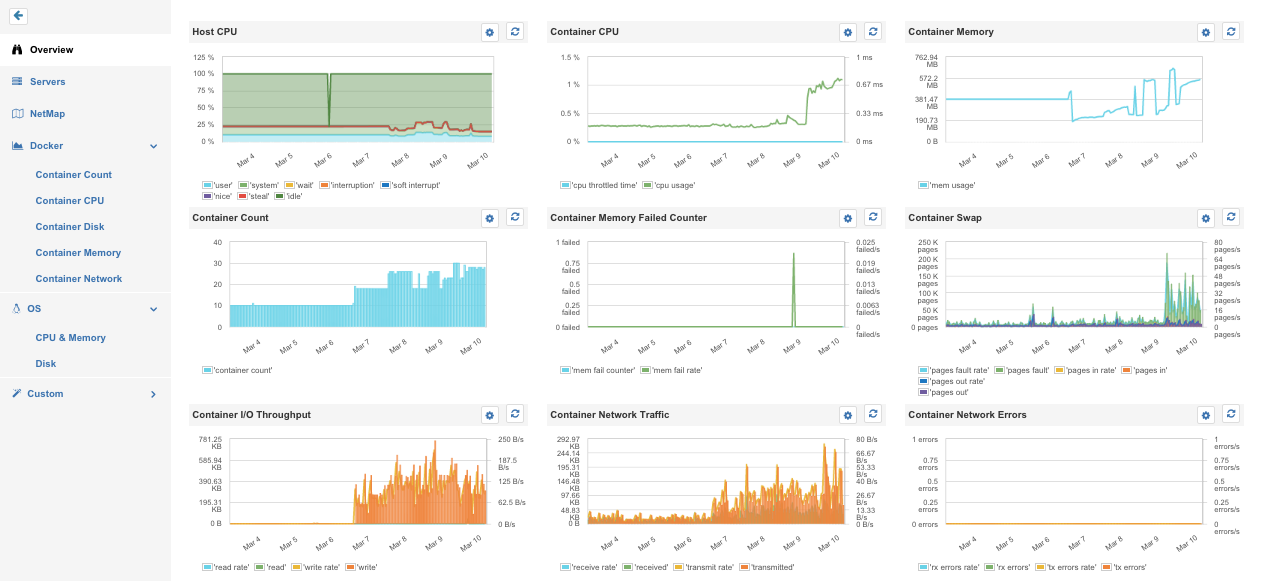 Overview
Servers
NetMap
Docker
Container Count
Container CPU
Container Disk
Container Memory
Container Network
OS
CPU & Memory
Disk
Custom
Host CPU
125 %
100 %
75 %
50 %
25 %
0 %
Mar 4 Mar 5 Mar 6 Mar 7 Mar 8 Mar 9 Mar 10
'user' 'system' 'wait' 'interruption' 'soft interrupt'
'nice' 'steal' 'idle'
Container CPU
1.5 % 1 ms
1 % 0.67 ms
0.5 % 0.33 ms
0 % 0 ms
Mar 4 Mar 5 Mar 6 Mar 7 Mar 8 Mar 9 Mar 10
'cpu throttled time' 'cpu usage'
Container Memory
762.94
MB
572.2
MB
381.47
MB
190.73
MB
0 B
Mar 4 Mar 5 Mar 6 Mar 7 Mar 8 Mar 9 Mar 10
'mem usage'
Container Count
40
30
20
10
0
Mar 4 Mar 5 Mar 6 Mar 7 Mar 8 Mar 9 Mar 10
'container count'
Container Memory Failed Counter
1 failed
0.75
failed
0.5
failed
0.25
failed
0 failed
0.025
failed/s
0.019
failed/s
0.013
failed/s
0.0063
failed/s
0
failed/s
Mar 4 Mar 5 Mar 6 Mar 7 Mar 8 Mar 9 Mar 10
'mem fail counter' 'mem fail rate'
Container Swap
250 K
pages
200 K
pages
150 K
pages
100 K
pages
50 K
pages
0 pages
80
pages/s
64
pages/s
48
pages/s
32
pages/s
16
pages/s
0
pages/s
Mar 4 Mar 5 Mar 6 Mar 7 Mar 8 Mar 9 Mar 10
'pages fault rate' 'pages fault' 'pages in rate' 'pages in'
'pages out rate'
'pages out'
Container I/O Throughput
781.25
KB
585.94
KB
390.63
KB
195.31
KB
0 B
250 B/s
187.5
B/s
125 B/s
62.5 B/s
0 B/s
Mar 4 Mar 5 Mar 6 Mar 7 Mar 8 Mar 9 Mar 10
'read rate' 'read' 'write rate' 'write'
Container Network Traffic
292.97
KB
244.14
KB
195.31
KB
146.48
KB
97.66
KB
48.83
KB
0 B
80 B/s
66.67
B/s
53.33
B/s
40 B/s
26.67
B/s
13.33
B/s
0 B/s
Mar 4 Mar 5 Mar 6 Mar 7 Mar 8 Mar 9 Mar 10
'receive rate' 'received' 'transmit rate' 'transmitted'
Container Network Errors
1 errors
0.75
errors
0.5
errors
0.25
errors
0 errors
1
errors/s
0.75
errors/s
0.5
errors/s
0.25
errors/s
0
errors/s
Mar 4 Mar 5 Mar 6 Mar 7 Mar 8 Mar 9 Mar 10
'rx errors rate' 'rx errors' 'tx errors rate' 'tx errors'